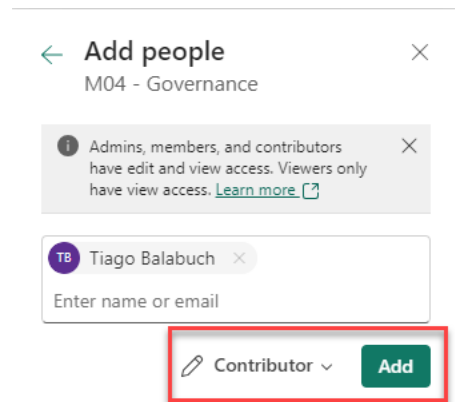 Add people
M04 - Governance
Admins, members, and contributors
have edit and view access. Viewers only
have view access. Learn more
TB Tiago Balabuch
Enter name or email
Contributor
Add